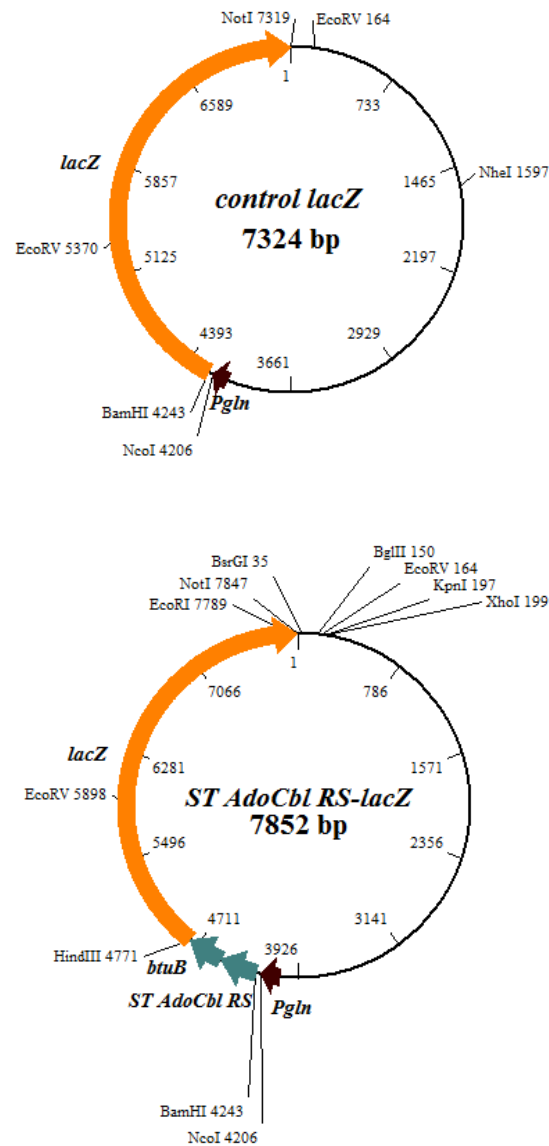 NotI 7319
EcoRV 164
1
6589
733
lacZ
5857
1465
NheI 1597
control lacZ
7324 bp
EcoRV 5370
5125
2197
4393
3661
2929
BamHI 4243
Pgln
NcoI 4206
BsrGI 35
BglII 150
NotI 7847
EcoRV 164
EcoRI 7789
KpnI 197
XhoI 199
1
7066
786
lacZ
6281
1571
EcoRV 5898
ST AdoCbl RS-lacZ
7852 bp
5496
2356
4711
3926
3141
HindIII 4771
btuB
ST AdoCbl RS
Pgln
BamHI 4243
NcoI 4206